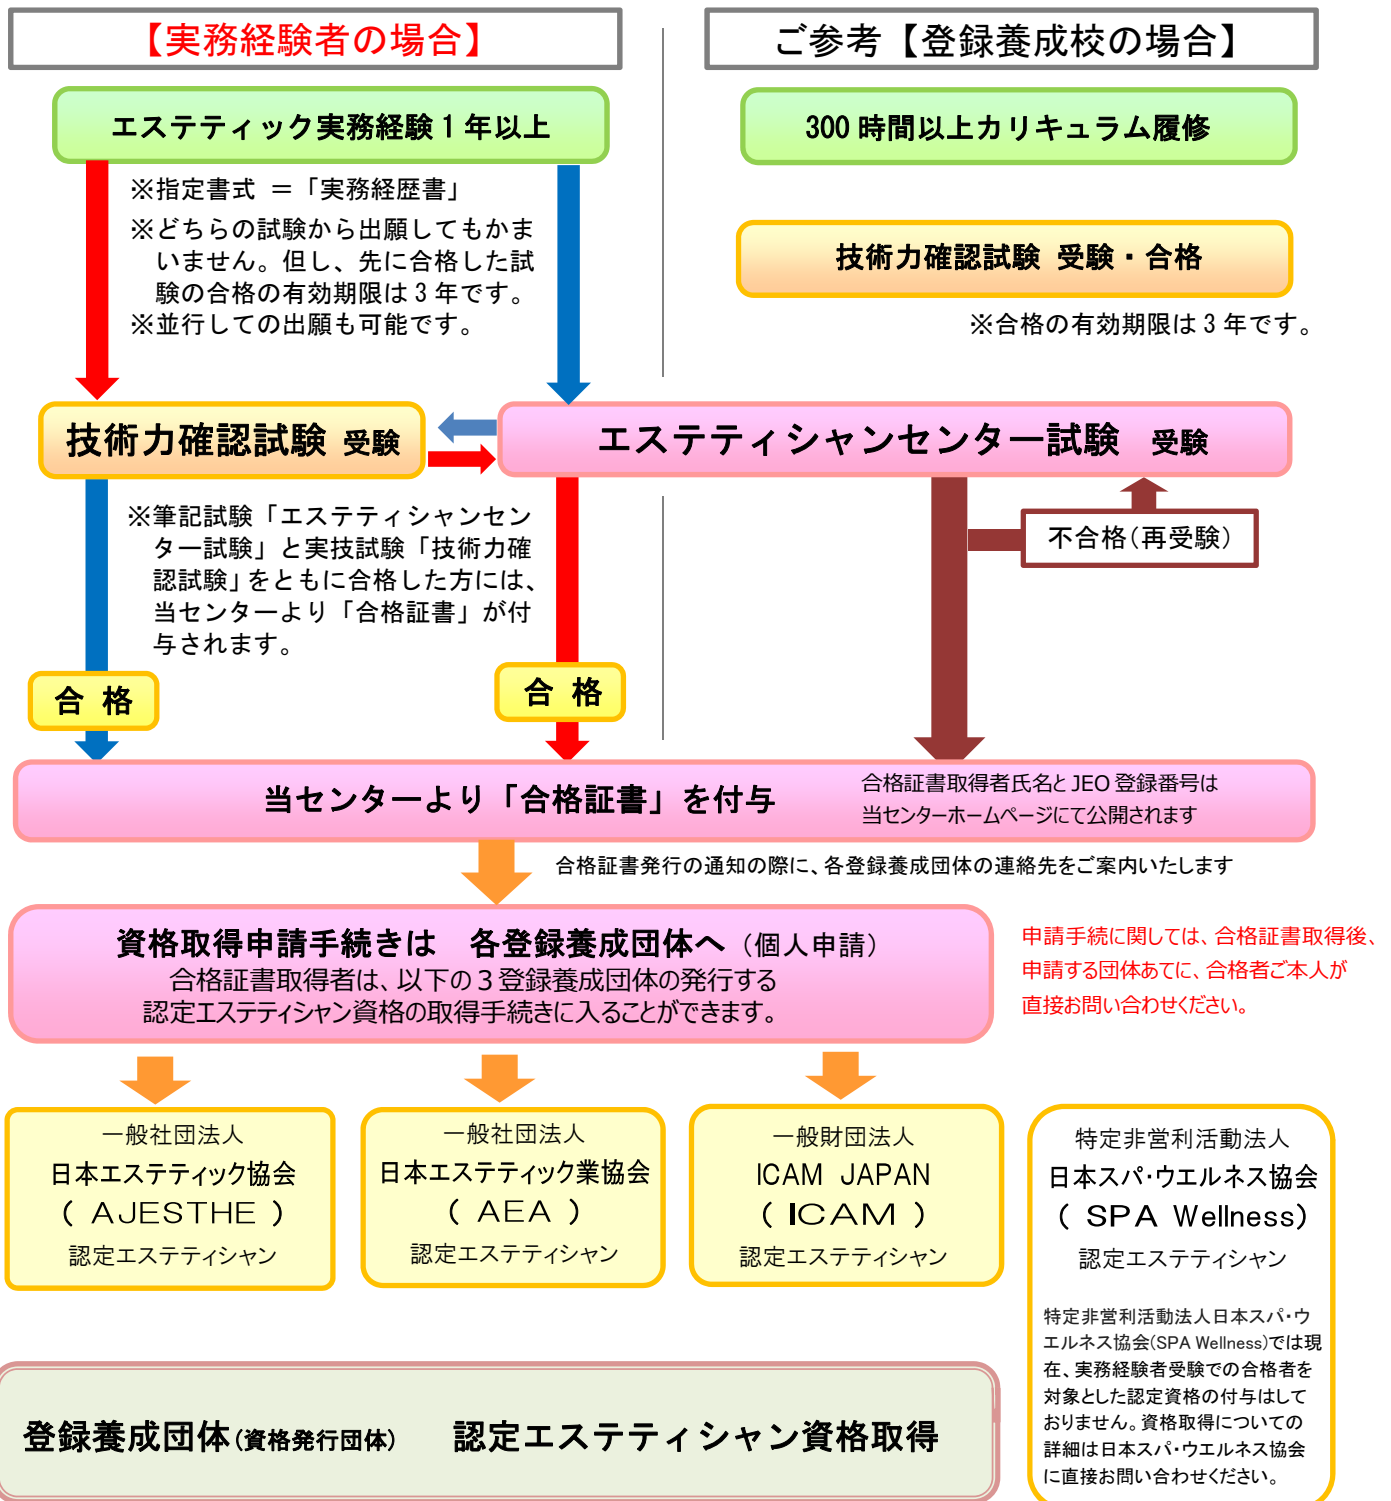 【実務経験者の場合】
ご参考【登録養成校の場合】
エステティック実務経験１年以上
300 時間以上カリキュラム履修
※指定書式 ＝「実務経歴書」
※どちらの試験から出願してもかま
いません。但し、先に合格した試
験の合格の有効期限は３年です。
※並行しての出願も可能です。
技術力確認試験 受験・合格
※合格の有効期限は３年です。
技術力確認試験 受験
エステティシャンセンター試験 受験
※筆記試験「エステティシャンセン
ター試験」と実技試験「技術力確
認試験」をともに合格した方には、
当センターより「合格証書」が付
与されます。
不合格（再受験）
合 格
合 格
当センターより「合格証書」を付与
合格証書取得者氏名と JEO 登録番号は
当センターホームページにて公開されます
合格証書発行の通知の際に、各登録養成団体の連絡先をご案内いたします
資格取得申請手続きは 各登録養成団体へ（個人申請）
合格証書取得者は、以下の３登録養成団体の発行する
認定エステティシャン資格の取得手続きに入ることができます。
申請手続に関しては、合格証書取得後、
申請する団体あてに、合格者ご本人が
直接お問い合わせください。
一般社団法人
日本エステティック協会
（ AJESTHE ）
認定エステティシャン
一般社団法人
日本エステティック業協会
（ AEA ）
認定エステティシャン
一般財団法人
ICAM JAPAN
（ ICAM ）
認定エステティシャン
特定非営利活動法人
日本スパ・ウエルネス協会
（ SPA Wellness）
認定エステティシャン
特定非営利活動法人日本スパ・ウ
エルネス協会(SPA Wellness)では現
在、実務経験者受験での合格者を
対象とした認定資格の付与はして
おりません。資格取得についての
詳細は日本スパ・ウエルネス協会
に直接お問い合わせください。
登録養成団体(資格発行団体) 認定エステティシャン資格取得